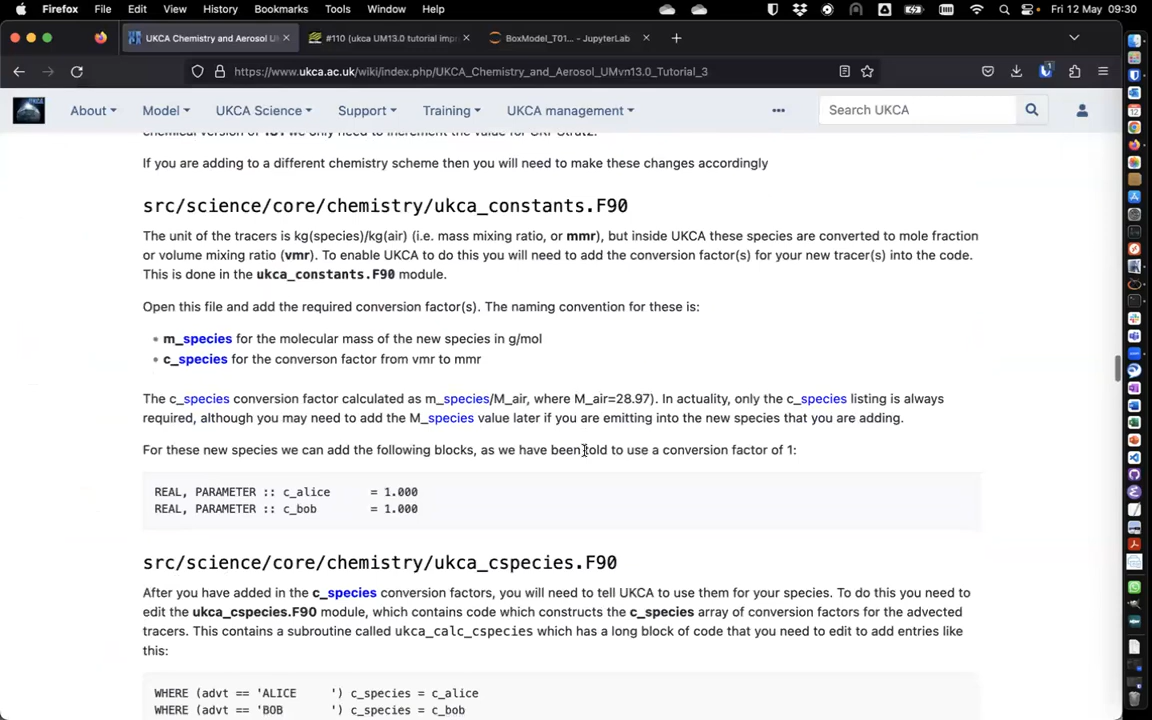 Firefox File Edit View History Bookmarks Tools Window Help Fri 12 May 09:30
UKCA Chemistry and Aerosol U
#110 (ukca UM13.0 tutorial impr
BoxModel_T01... - JupyterLab
https://www.ukca.ac.uk/wiki/index.php/UKCA_Chemistry_and_Aerosol_UMvn13.0_Tutorial_3
About Model UKCA Science Support Training UKCA management Search UKCA
If you are adding to a different chemistry scheme then you will need to make these changes accordingly
src/science/core/chemistry/ukca_constants.F90
The unit of the tracers is kg(species)/kg(air) (i.e. mass mixing ratio, or mmr), but inside UKCA these species are converted to mole fraction
or volume mixing ratio (vmr). To enable UKCA to do this you will need to add the conversion factor(s) for your new tracer(s) into the code.
This is done in the ukca_constants.F90 module.
Open this file and add the required conversion factor(s). The naming convention for these is:
m_species for the molecular mass of the new species in g/mol
c_species for the converson factor from vmr to mmr
The c_species conversion factor calculated as m_species/M_air, where M_air=28.97). In actuality, only the c_species listing is always
required, although you may need to add the M_species value later if you are emitting into the new species that you are adding.
For these new species we can add the following blocks, as we have been told to use a conversion factor of 1:
REAL, PARAMETER :: c_alice = 1.000
REAL, PARAMETER :: c_bob = 1.000
src/science/core/chemistry/ukca_cspecies.F90
After you have added in the c_species conversion factors, you will need to tell UKCA to use them for your species. To do this you need to
edit the ukca_cspecies.F90 module, which contains code which constructs the c_species array of conversion factors for the advected
tracers. This contains a subroutine called ukca_calc_cspecies which has a long block of code that you need to edit to add entries like
this:
WHERE (advt == 'ALICE     ') c_species = c_alice
WHERE (advt == 'BOB       ') c_species = c_bob